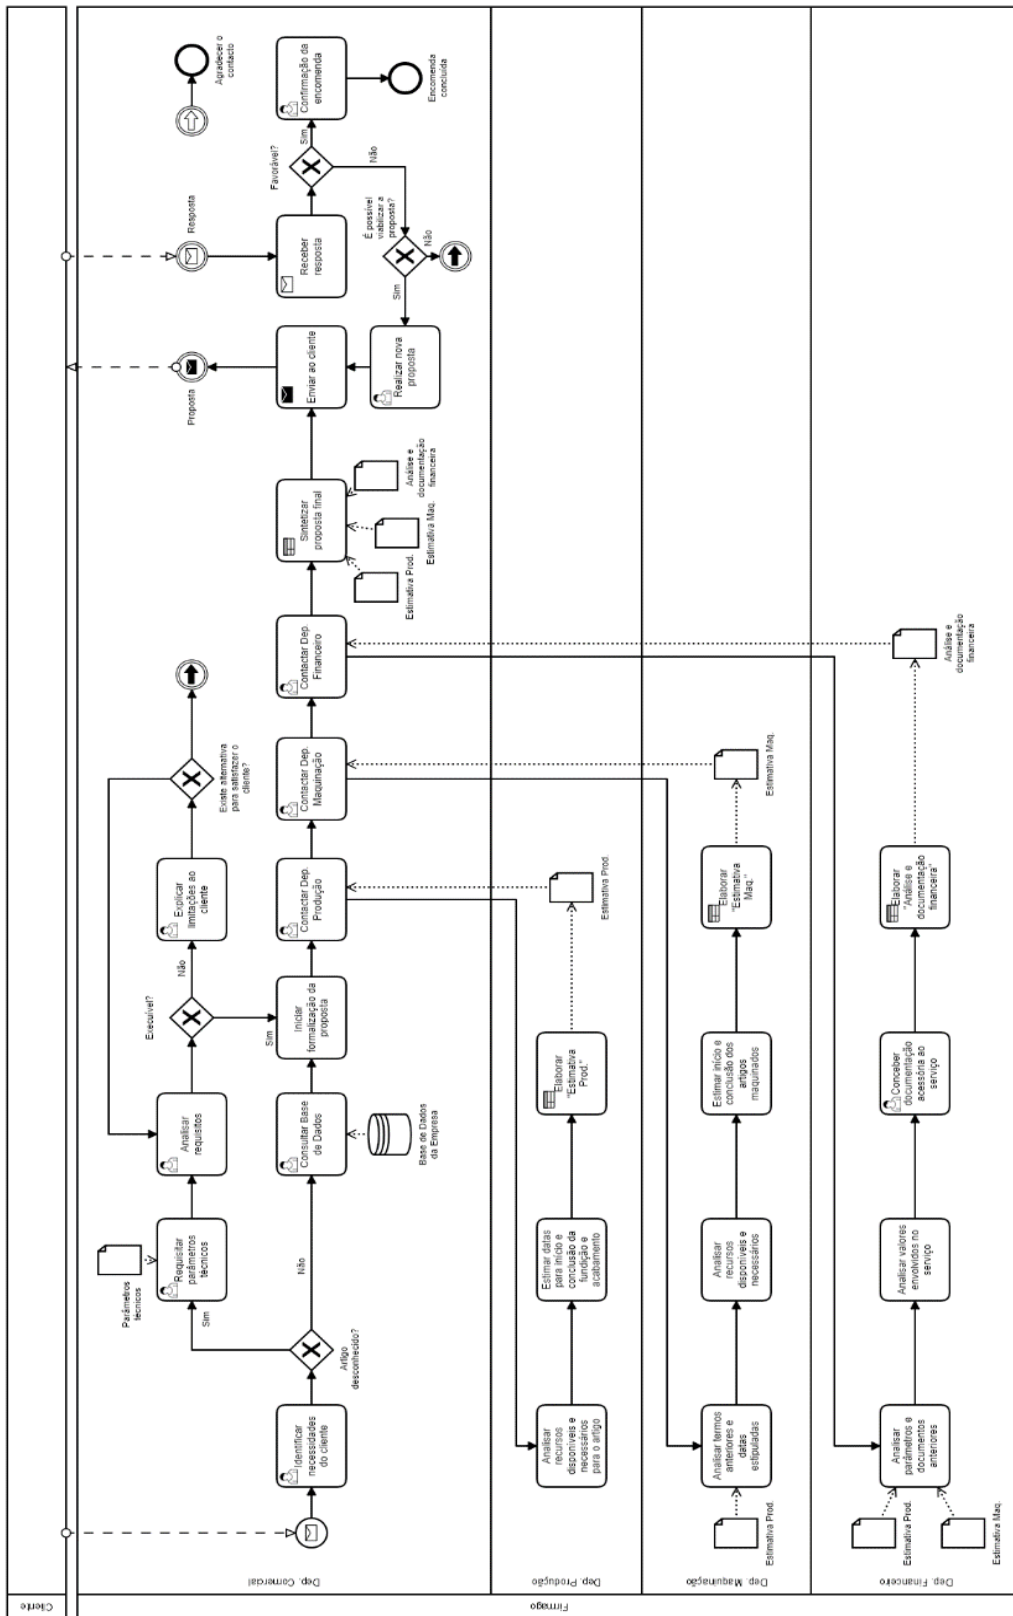 Cliente
Firmago
Dep. Comercial
Identificar
necessidades
do cliente
Artigo
desconhecido?
Sim
Não
Parâmetros
técnicos
Requisitar
parâmetros
técnicos
Analisar
requisitos
Execuível?
Não
Sim
Explicar
limitações ao
cliente
Existe alternativa
para satisfazer o
cliente?
Consultar Base
de Dados
Base de Dados
da Empresa
Iniciar
formalização da
proposta
Contactar Dep.
Produção
Contactar Dep.
Maquinação
Contactar Dep.
Financeiro
Sintetizar
proposta final
Estimativa Prod.
Estimativa Maq.
Análise e
documentação
financeira
Enviar ao cliente
Proposta
Realizar nova
proposta
Resposta
Receber
resposta
Favorável?
Sim
Não
É possível
viabilizar a
proposta?
Sim
Não
Confirmação da
encomenda
Encomenda
concluída
Agradecer o
contacto
Dep. Produção
Analisar
recursos
disponíveis e
necessários
para o artigo
Estimar datas
para início e
conclusão da
fundição e
acabamento
Elaborar
"Estimativa
Prod."
Estimativa Prod.
Dep. Maquinação
Estimativa Prod.
Analisar termos
anteriores e
datas
estipuladas
Analisar
recursos
disponíveis e
necessários
Estimar início e
conclusão dos
artigos
maquinados
Elaborar
"Estimativa
Maq."
Estimativa Maq.
Dep. Financeiro
Estimativa Prod.
Estimativa Maq.
Analisar
parâmetros e
documentos
anteriores
Analisar valores
envolvidos no
serviço
Conceber
documentação
acessória ao
serviço
Elaborar
"Análise e
documentação
financeira"
Análise e
documentação
financeira